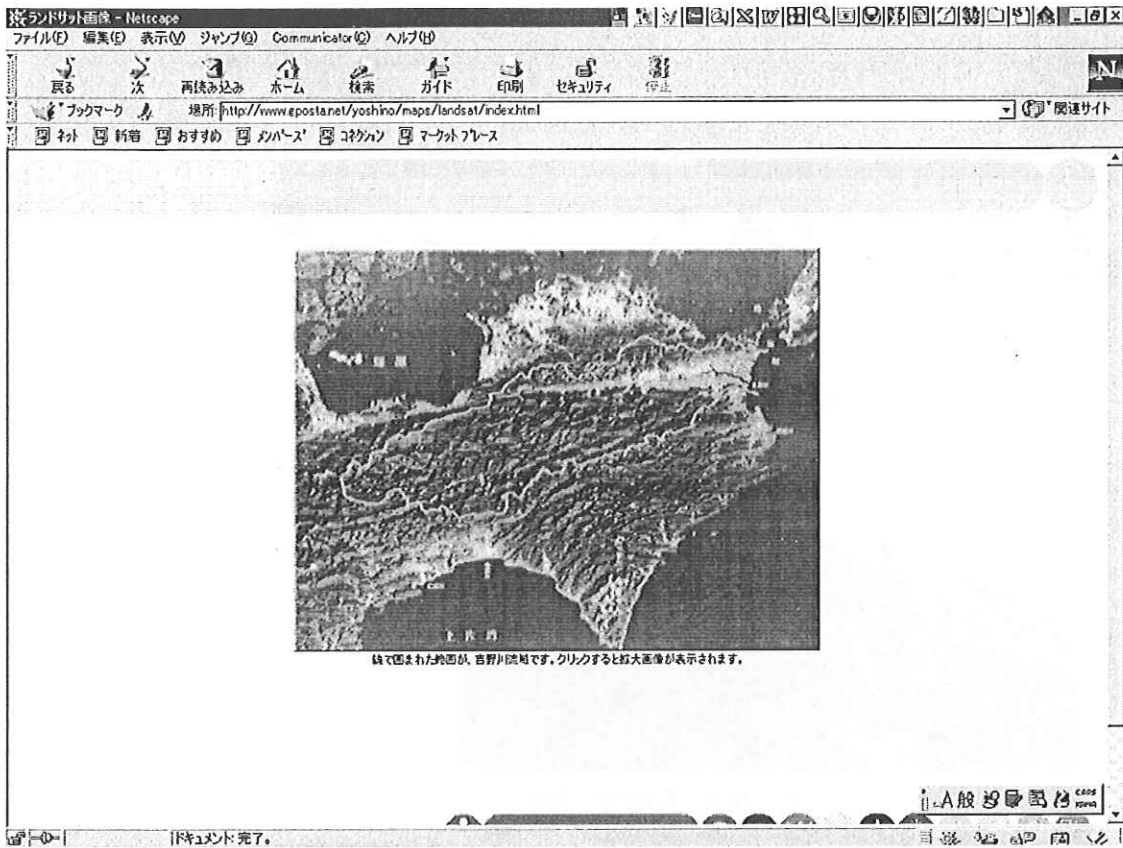 ランドサット画像 - Netscape
ファイル(F) 編集(E) 表示(V) ジャンプ(G) Communicator(C) ヘルプ(H)
戻る 次 再読み込み ホーム 検索 ガイド 印刷 セキュリティ 停止
N
ブックマーク 場所: http://www.eposta.net/yoshino/maps/landsat/index.html 関連サイト
ネット 新着 おすすめ メンバーズ コネクション マーケットプレース
土佐湾
線で囲まれた範囲が、吉野川流域です。クリックすると拡大画像が表示されます。
A般 CAPS KANA
ドキュメント: 完了。